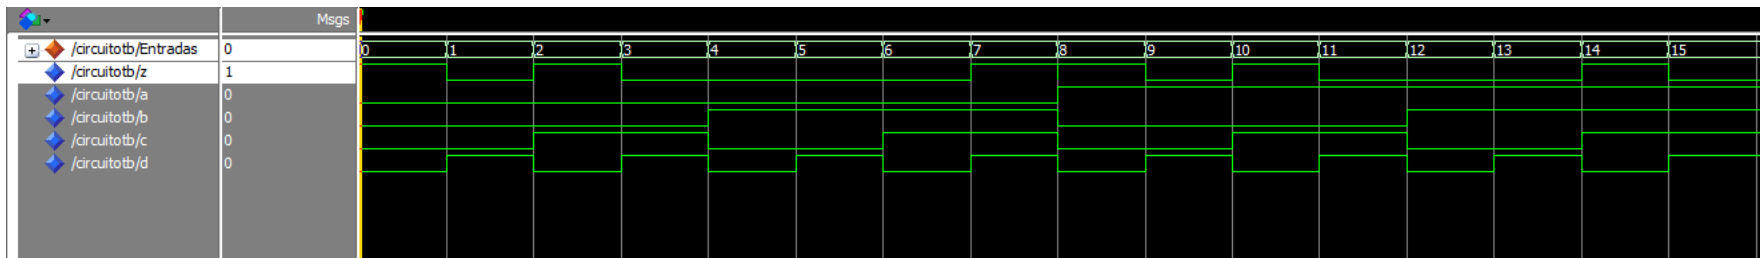 Msgs
/circuitotb/Entradas 0 0 1 2 3 4 5 6 7 8 9 10 11 12 13 14 15
/circuitotb/z 1
/circuitotb/a 0
/circuitotb/b 0
/circuitotb/c 0
/circuitotb/d 0